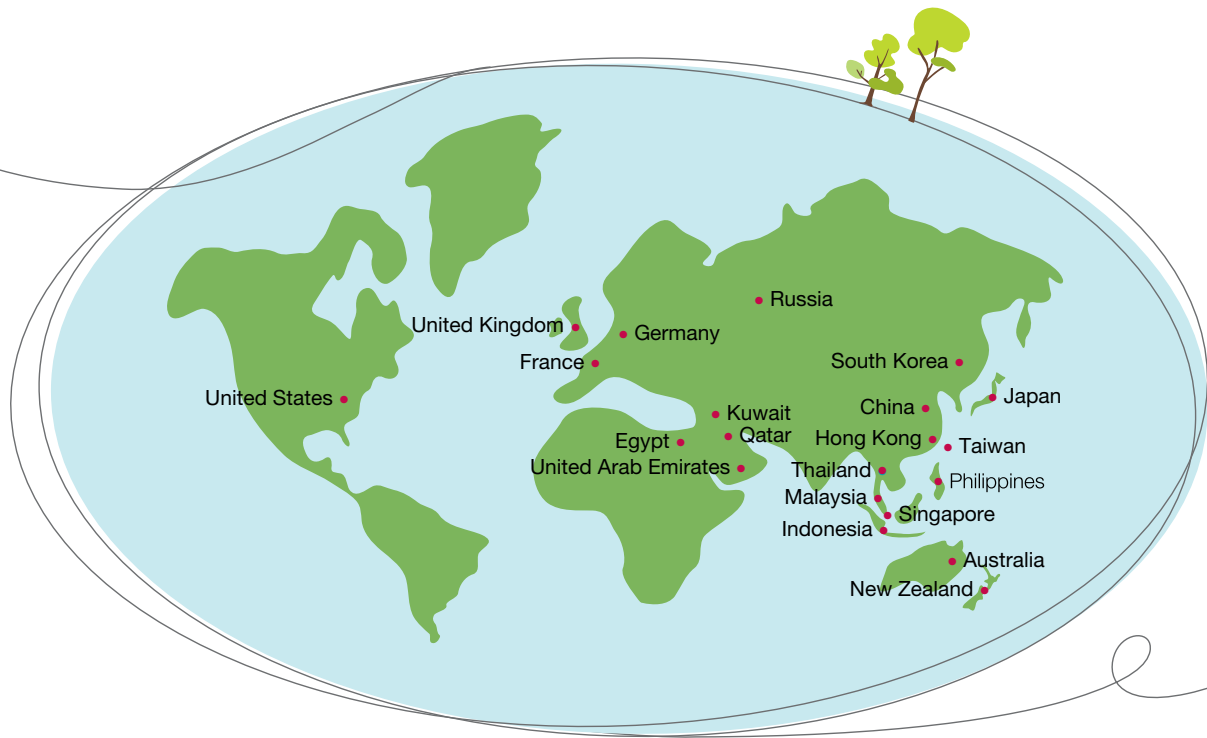 Russia
United Kingdom
Germany
France
South Korea
United States
Japan
China
Kuwait
Qatar
Hong Kong
Egypt
Taiwan
United Arab Emirates
Thailand
Philippines
Malaysia
Singapore
Indonesia
Australia
New Zealand